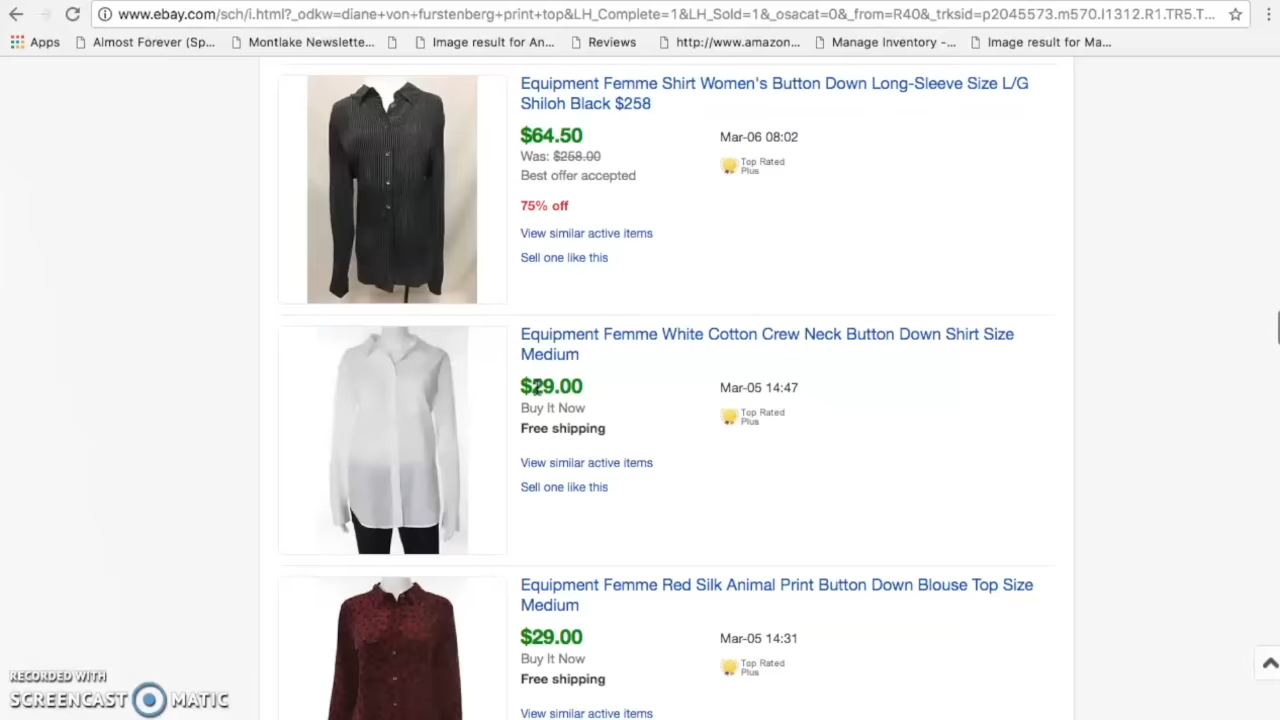 www.ebay.com/sch/i.html?_odkw=diane+von+furstenberg+print+top&LH_Complete=1&LH_Sold=1&_osacat=0&_from=R40&_trksid=p2045573.m570.l1312.R1.TR5.T...
Apps Almost Forever (Sp... Montlake Newslette... Image result for An... Reviews http://www.amazon... Manage Inventory -... Image result for Ma...
Equipment Femme Shirt Women's Button Down Long-Sleeve Size L/G
Shiloh Black $258
$64.50 Mar-06 08:02
Was: $258.00
Top Rated
Plus
Best offer accepted
75% off
View similar active items
Sell one like this
Equipment Femme White Cotton Crew Neck Button Down Shirt Size
Medium
$29.00 Mar-05 14:47
Buy It Now
Top Rated
Plus
Free shipping
View similar active items
Sell one like this
Equipment Femme Red Silk Animal Print Button Down Blouse Top Size
Medium
$29.00 Mar-05 14:31
Buy It Now
Top Rated
Plus
Free shipping
View similar active items
RECORDED WITH
SCREENCAST MATIC